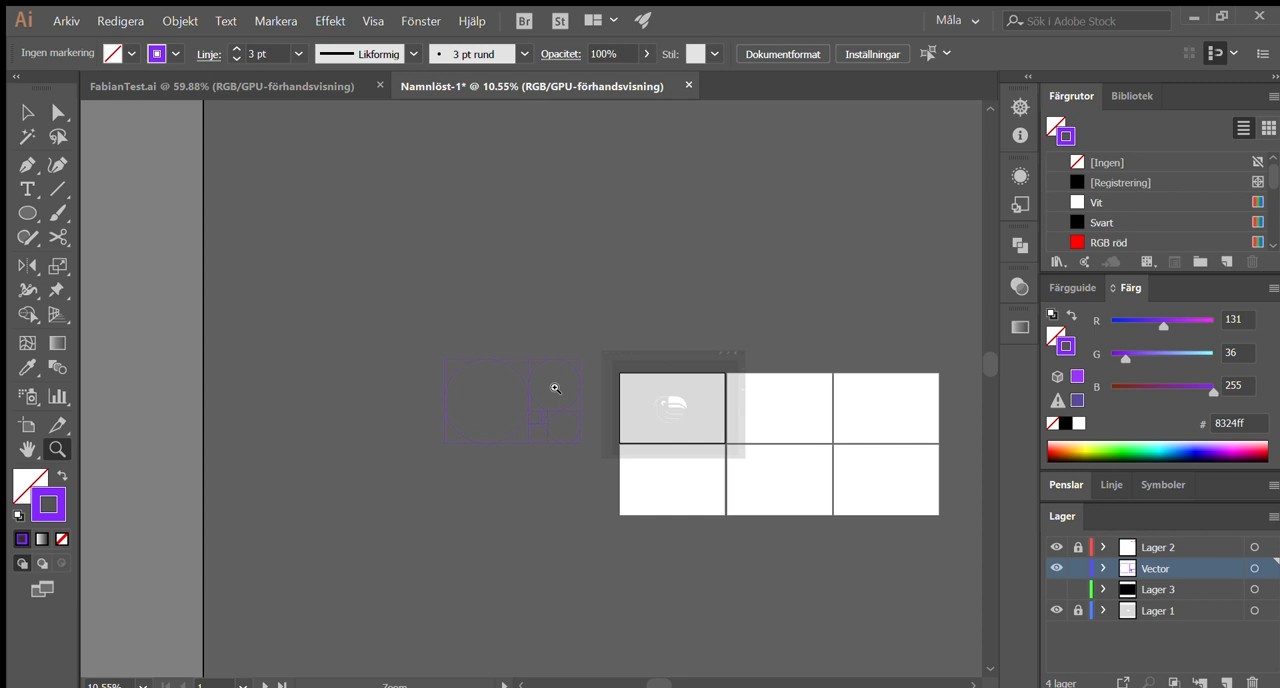 Ai Arkiv Redigera Objekt Text Markera Effekt Visa Fönster Hjälp Br St Måla Sök i Adobe Stock
Ingen markering Linje: 3 pt Likformig 3 pt rund Opacitet: 100% Stil: Dokumentformat Inställningar
FabianTest.ai @ 59.88% (RGB/GPU-förhandsvisning) Namnlöst-1* @ 10.55% (RGB/GPU-förhandsvisning)
Färgrutor Bibliotek
[Ingen]
[Registrering]
Vit
Svart
RGB röd
Färgguide Färg
R 131
G 36
B 255
# 8324ff
Penslar Linje Symboler
Lager
Lager 2
Vector
Lager 3
Lager 1
4 lager
10.55% 1 Zoom